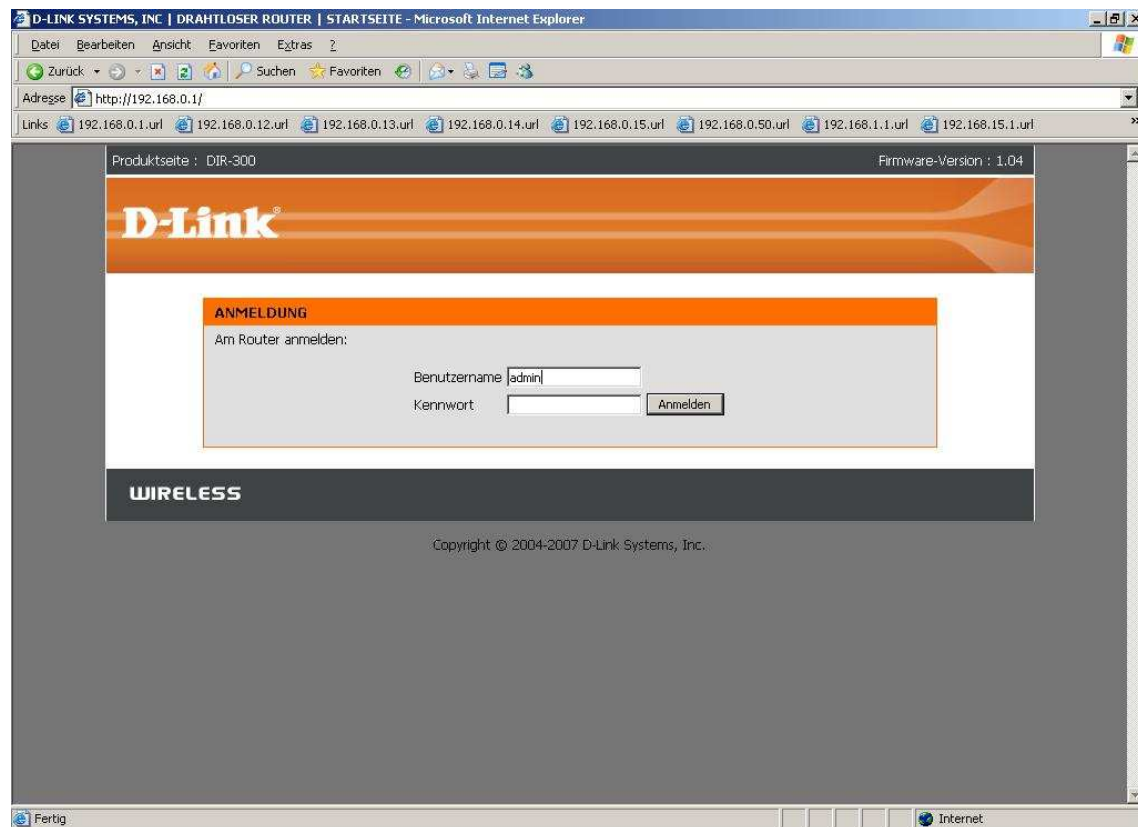 D-LINK SYSTEMS, INC | DRAHTLOSER ROUTER | STARTSEITE - Microsoft Internet Explorer
Datei Bearbeiten Ansicht Favoriten Extras ?
Zurück Suchen Favoriten
Adresse http://192.168.0.1/
Links 192.168.0.1.url 192.168.0.12.url 192.168.0.13.url 192.168.0.14.url 192.168.0.15.url 192.168.0.50.url 192.168.1.1.url 192.168.15.1.url »
Produktseite : DIR-300 Firmware-Version : 1.04
D-Link®
ANMELDUNG
Am Router anmelden:
Benutzername admin
Kennwort Anmelden
WIRELESS
Copyright © 2004-2007 D-Link Systems, Inc.
Fertig Internet